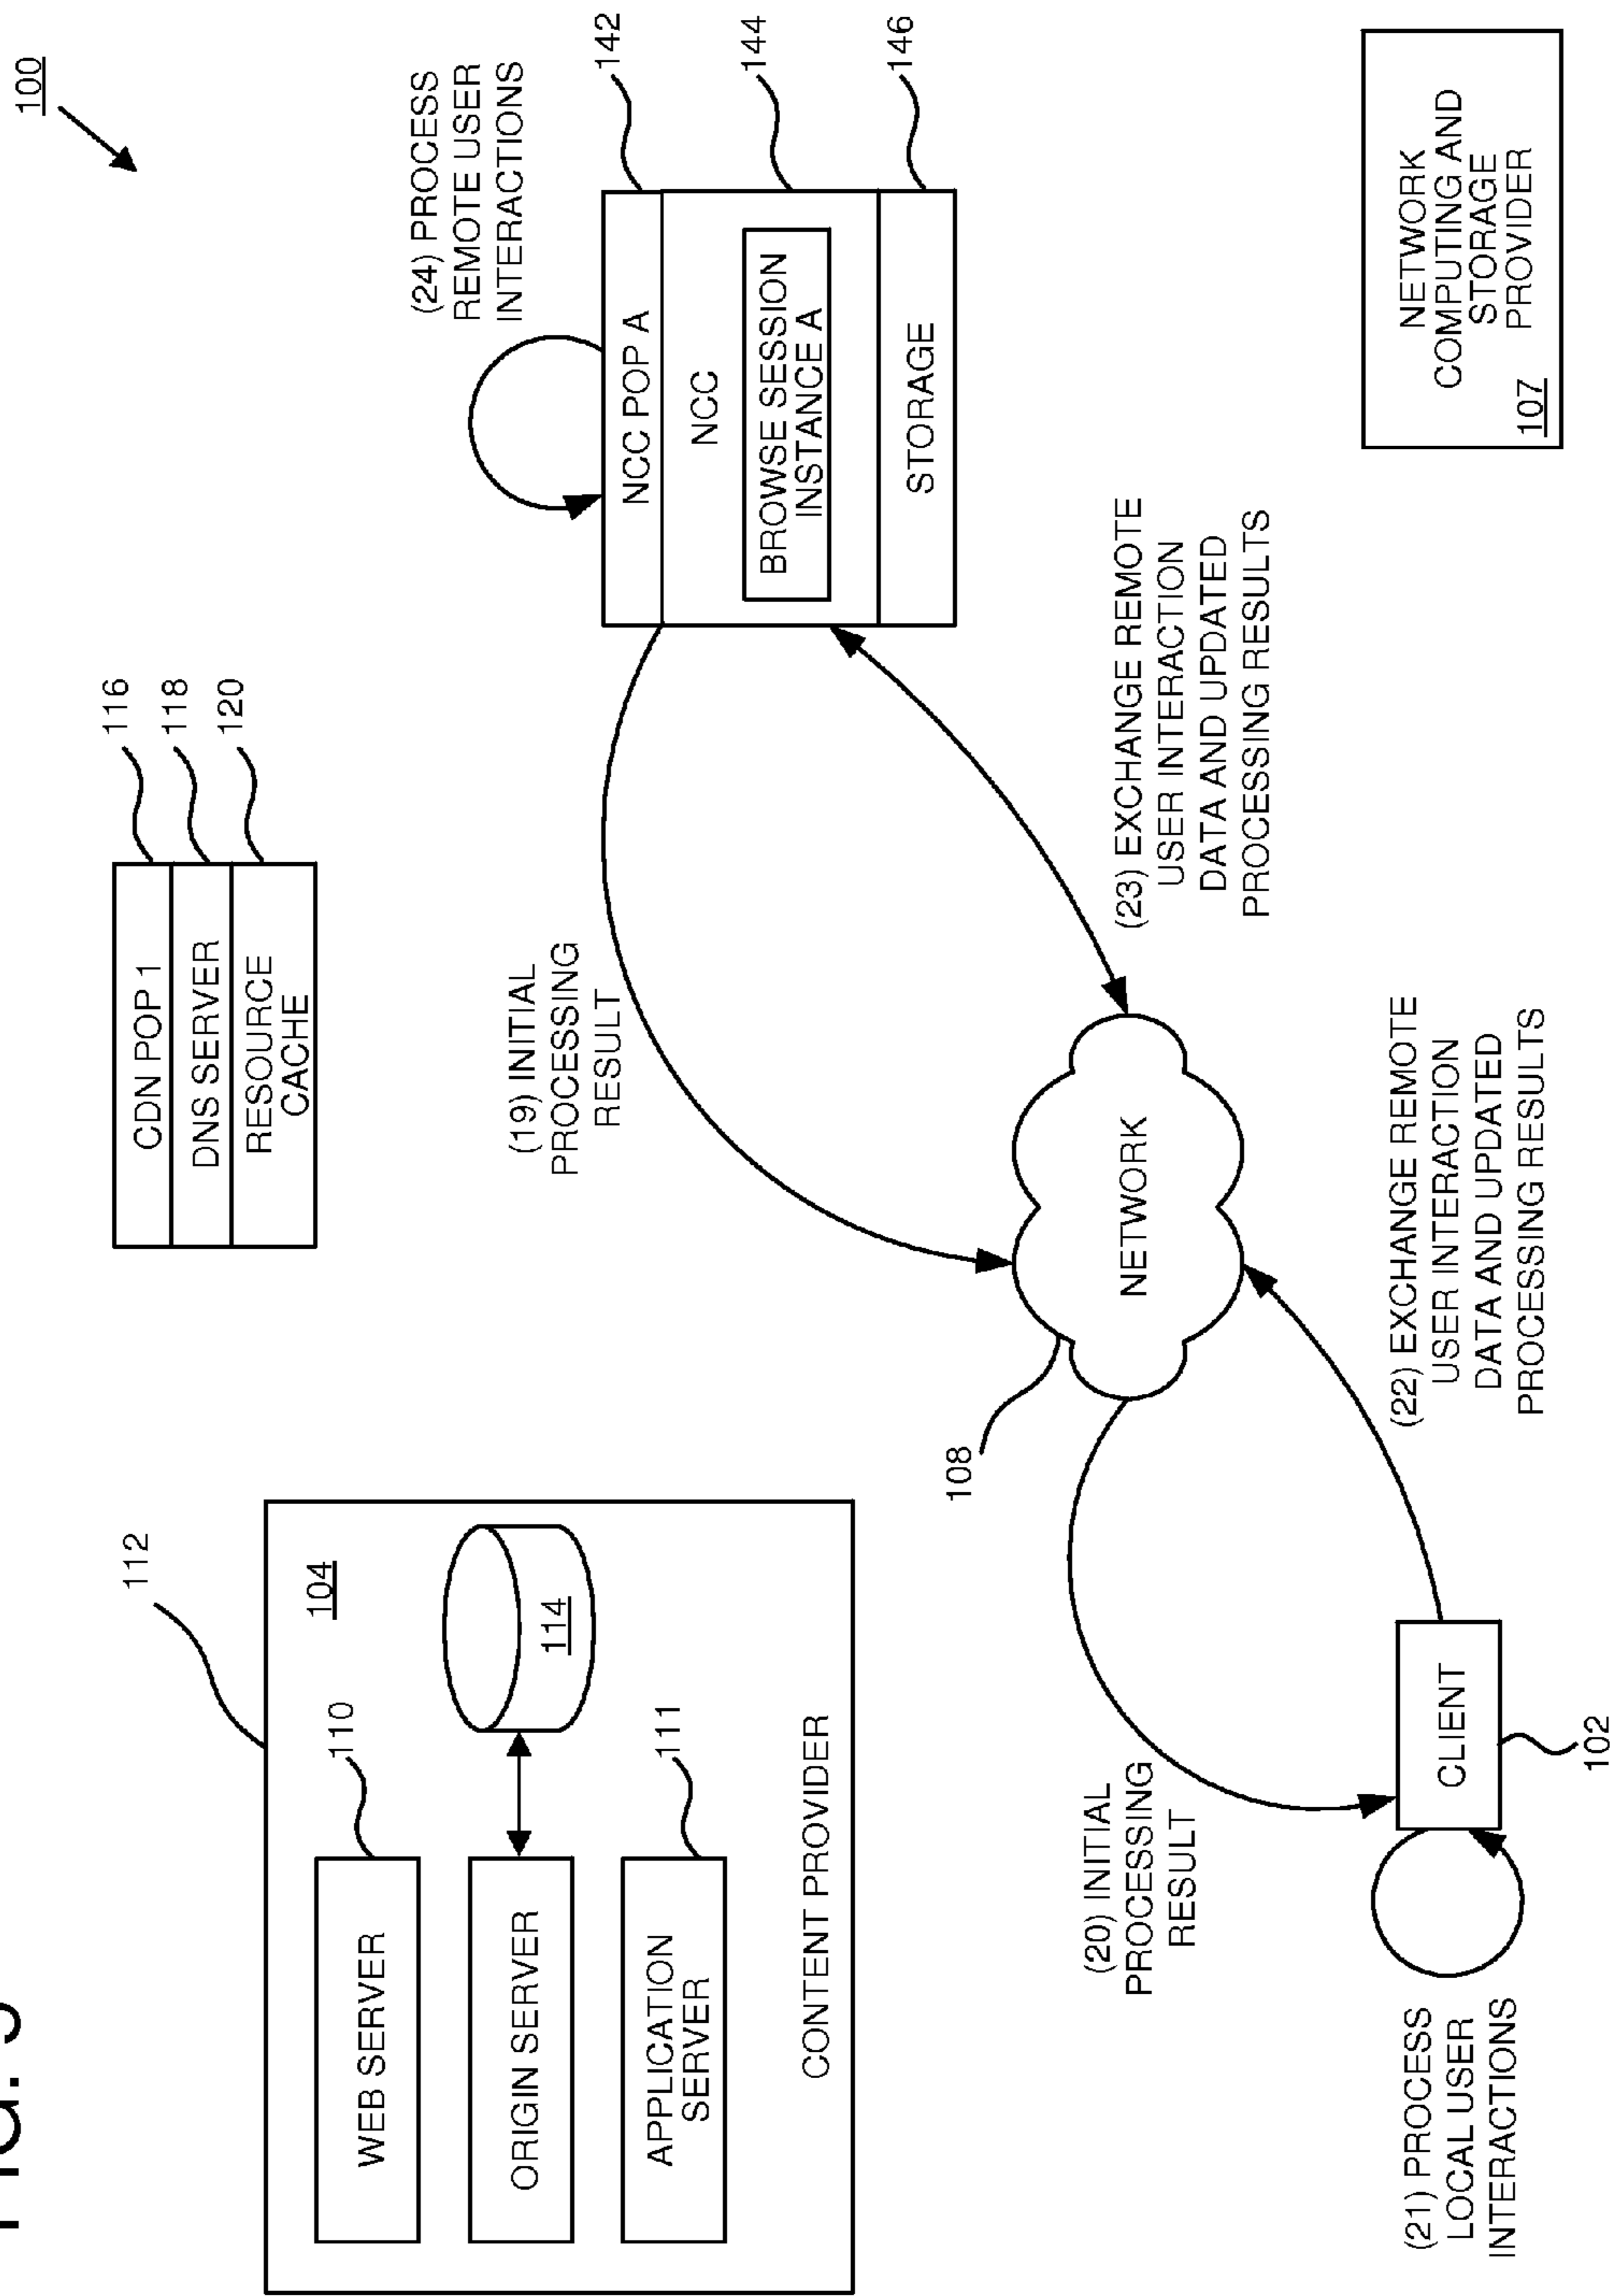 FIG.
100
112
104
WEB SERVER
110
ORIGIN SERVER
114
APPLICATION
SERVER
111
CONTENT PROVIDER
CDN POP 1
DNS SERVER
RESOURCE
CACHE
116
118
120
(24) PROCESS
REMOTE USER
INTERACTIONS
NCC POP A
NCC
BROWSE SESSION
INSTANCE A
STORAGE
142
144
146
(19) INITIAL
PROCESSING
RESULT
108
NETWORK
(23) EXCHANGE REMOTE
USER INTERACTION
DATA AND UPDATED
PROCESSING RESULTS
(20) INITIAL
PROCESSING
RESULT
(22) EXCHANGE REMOTE
USER INTERACTION
DATA AND UPDATED
PROCESSING RESULTS
CLIENT
102
(21) PROCESS
LOCAL USER
INTERACTIONS
NETWORK
COMPUTING AND
STORAGE
PROVIDER
107